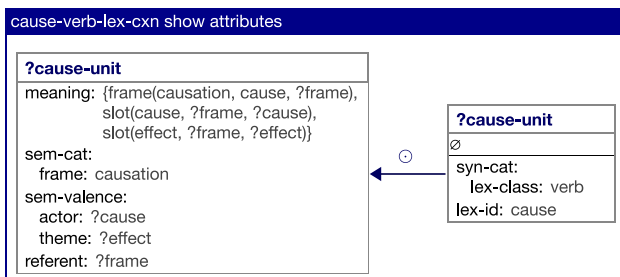 cause-verb-lex-cxn show attributes
?cause-unit
meaning: {frame(causation, cause, ?frame),
slot(cause, ?frame, ?cause),
slot(effect, ?frame, ?effect)}
sem-cat:
frame: causation
sem-valence:
actor: ?cause
theme: ?effect
referent: ?frame
⊙
?cause-unit
∅
syn-cat:
lex-class: verb
lex-id: cause